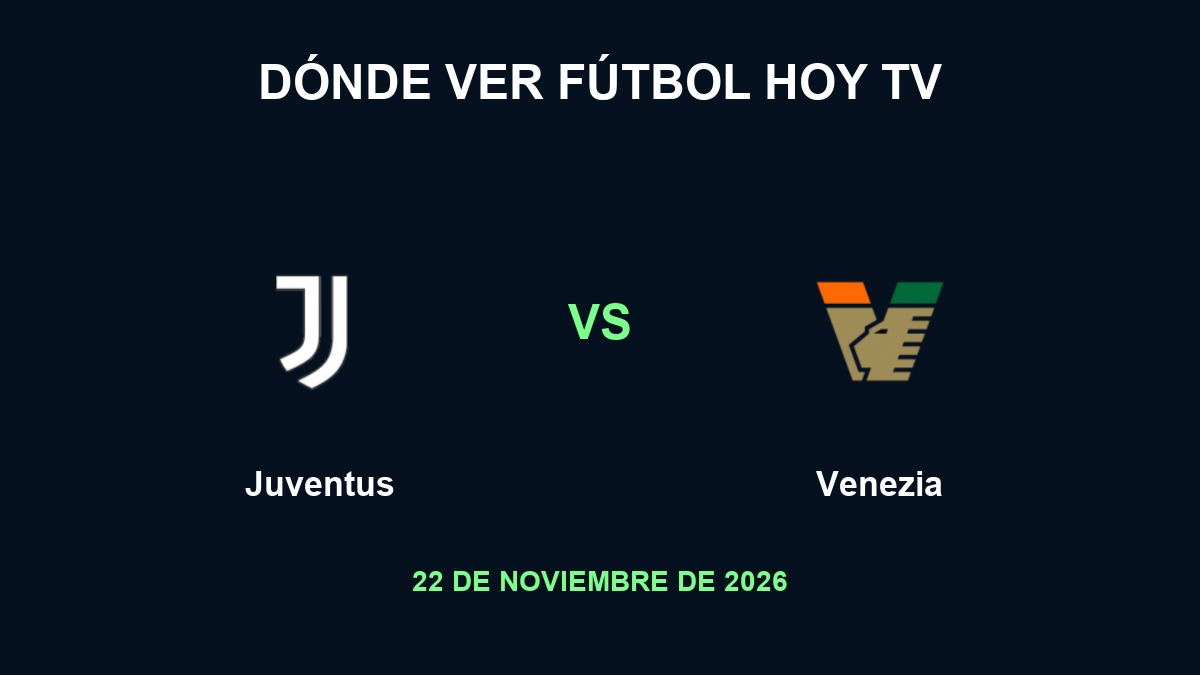 DÓNDE VER FÚTBOL HOY TV
VS
Juventus
Venezia
22 DE NOVIEMBRE DE 2026